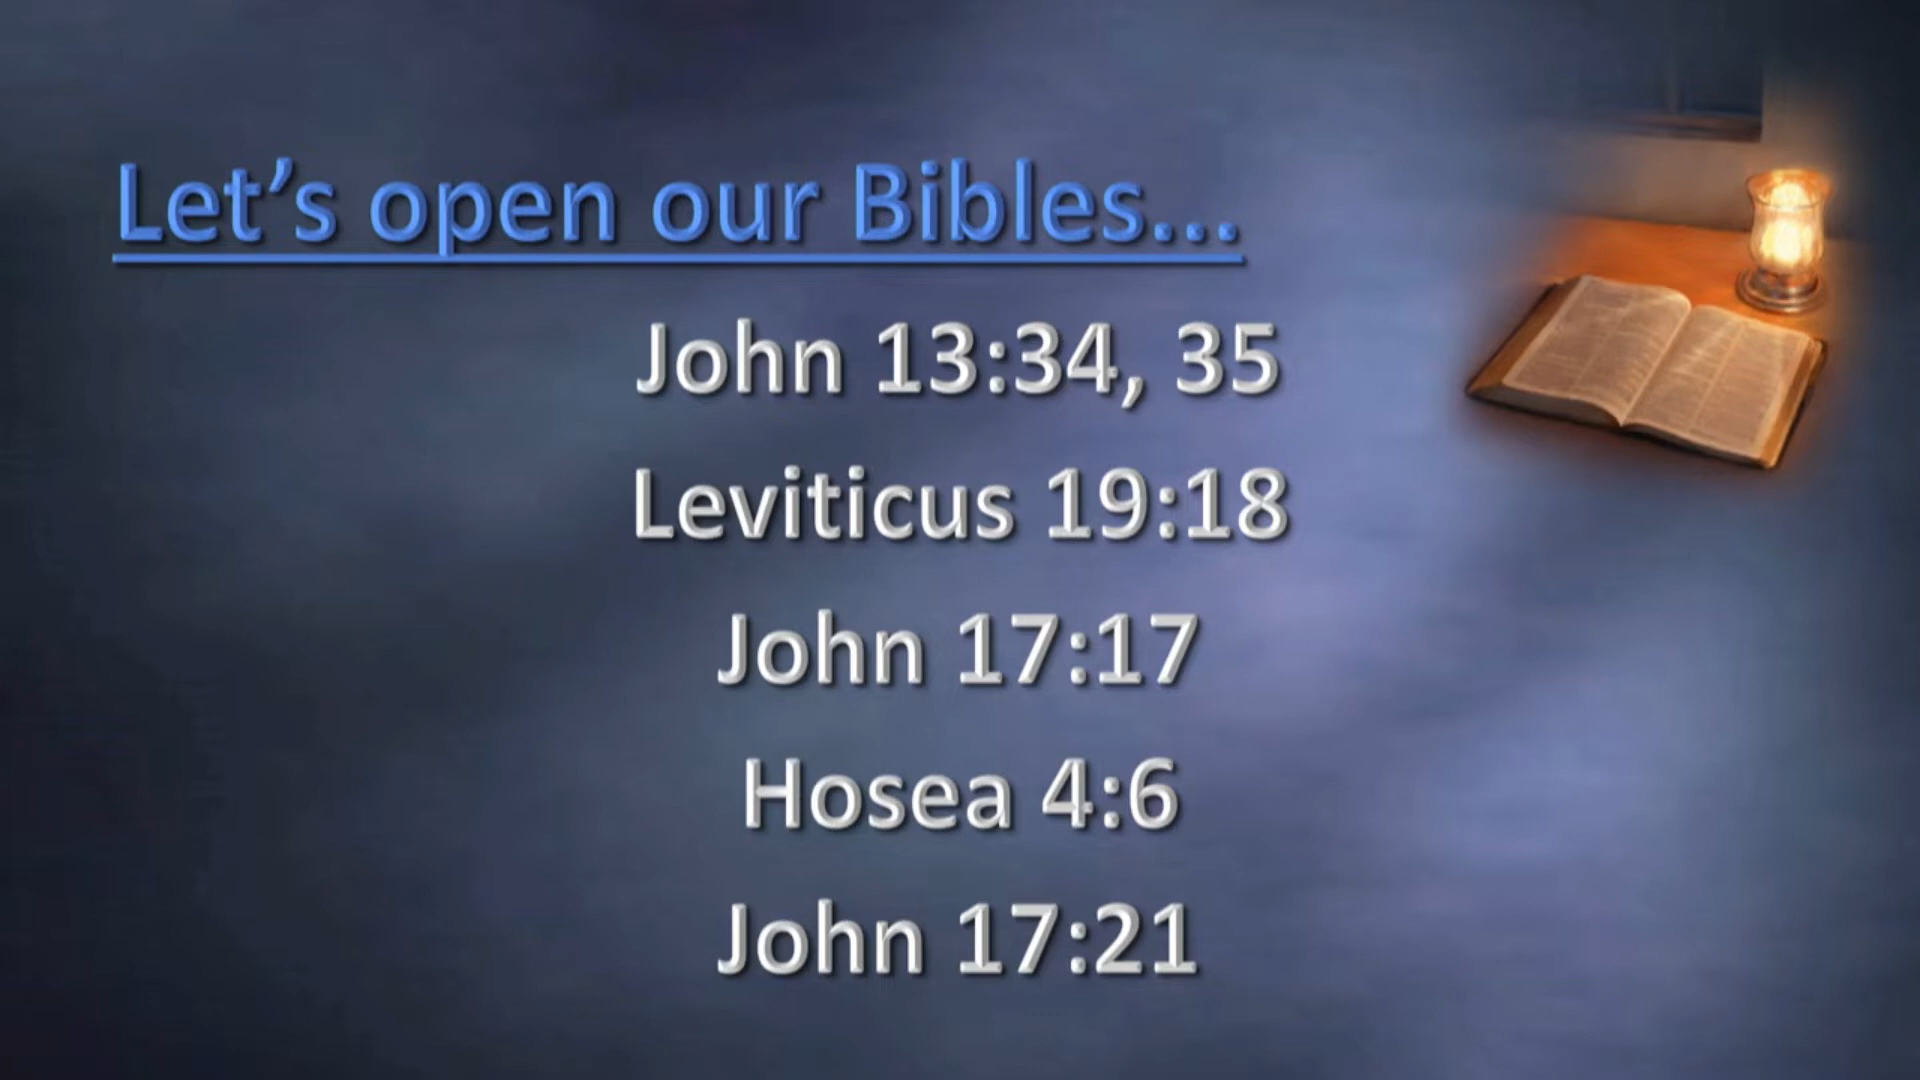 Let’s open our Bibles...
John 13:34, 35
Leviticus 19:18
John 17:17
Hosea 4:6
John 17:21